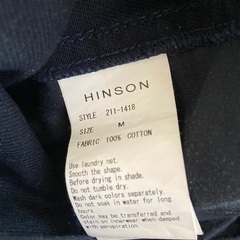 HINSON
STYLE 211-1418
SIZE M
FABRIC 100% COTTON
Use laundry net.
Smooth the shape.
Before drying in shade.
Do not tumble dry.
Wash dark colors separately.
Do not soak in water for
long hours.
Color may be transferred and
stain on underwear when damped
with perspiration.